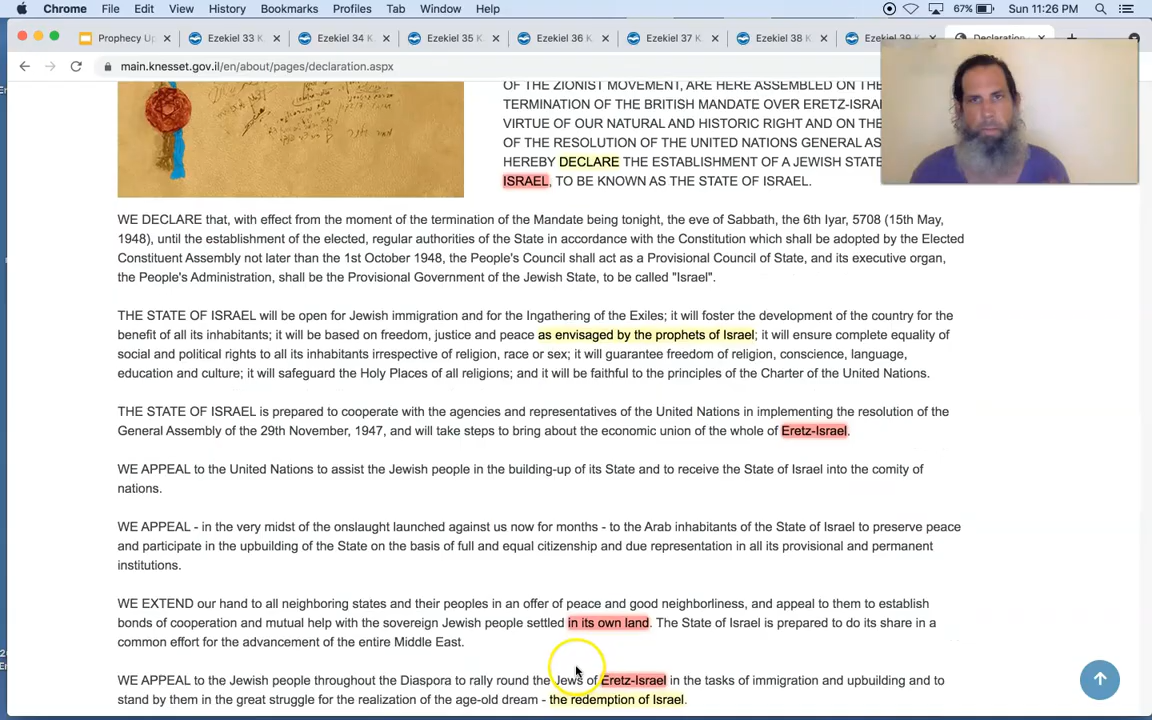 Chrome File Edit View History Bookmarks Profiles Tab Window Help 67% Sun 11:26 PM
Prophecy Up Ezekiel 33 K Ezekiel 34 K Ezekiel 35 K Ezekiel 36 K Ezekiel 37 K Ezekiel 38 K Ezekiel 39 K Declaration
main.knesset.gov.il/en/about/pages/declaration.aspx
OF THE ZIONIST MOVEMENT, ARE HERE ASSEMBLED ON THE
TERMINATION OF THE BRITISH MANDATE OVER ERETZ-ISRA
VIRTUE OF OUR NATURAL AND HISTORIC RIGHT AND ON THE
OF THE RESOLUTION OF THE UNITED NATIONS GENERAL AS
HEREBY DECLARE THE ESTABLISHMENT OF A JEWISH STATE
ISRAEL, TO BE KNOWN AS THE STATE OF ISRAEL.
WE DECLARE that, with effect from the moment of the termination of the Mandate being tonight, the eve of Sabbath, the 6th Iyar, 5708 (15th May,
1948), until the establishment of the elected, regular authorities of the State in accordance with the Constitution which shall be adopted by the Elected
Constituent Assembly not later than the 1st October 1948, the People's Council shall act as a Provisional Council of State, and its executive organ,
the People's Administration, shall be the Provisional Government of the Jewish State, to be called "Israel".
THE STATE OF ISRAEL will be open for Jewish immigration and for the Ingathering of the Exiles; it will foster the development of the country for the
benefit of all its inhabitants; it will be based on freedom, justice and peace as envisaged by the prophets of Israel; it will ensure complete equality of
social and political rights to all its inhabitants irrespective of religion, race or sex; it will guarantee freedom of religion, conscience, language,
education and culture; it will safeguard the Holy Places of all religions; and it will be faithful to the principles of the Charter of the United Nations.
THE STATE OF ISRAEL is prepared to cooperate with the agencies and representatives of the United Nations in implementing the resolution of the
General Assembly of the 29th November, 1947, and will take steps to bring about the economic union of the whole of Eretz-Israel.
WE APPEAL to the United Nations to assist the Jewish people in the building-up of its State and to receive the State of Israel into the comity of
nations.
WE APPEAL - in the very midst of the onslaught launched against us now for months - to the Arab inhabitants of the State of Israel to preserve peace
and participate in the upbuilding of the State on the basis of full and equal citizenship and due representation in all its provisional and permanent
institutions.
WE EXTEND our hand to all neighboring states and their peoples in an offer of peace and good neighborliness, and appeal to them to establish
bonds of cooperation and mutual help with the sovereign Jewish people settled in its own land. The State of Israel is prepared to do its share in a
common effort for the advancement of the entire Middle East.
WE APPEAL to the Jewish people throughout the Diaspora to rally round the Jews of Eretz-Israel in the tasks of immigration and upbuilding and to
stand by them in the great struggle for the realization of the age-old dream - the redemption of Israel.